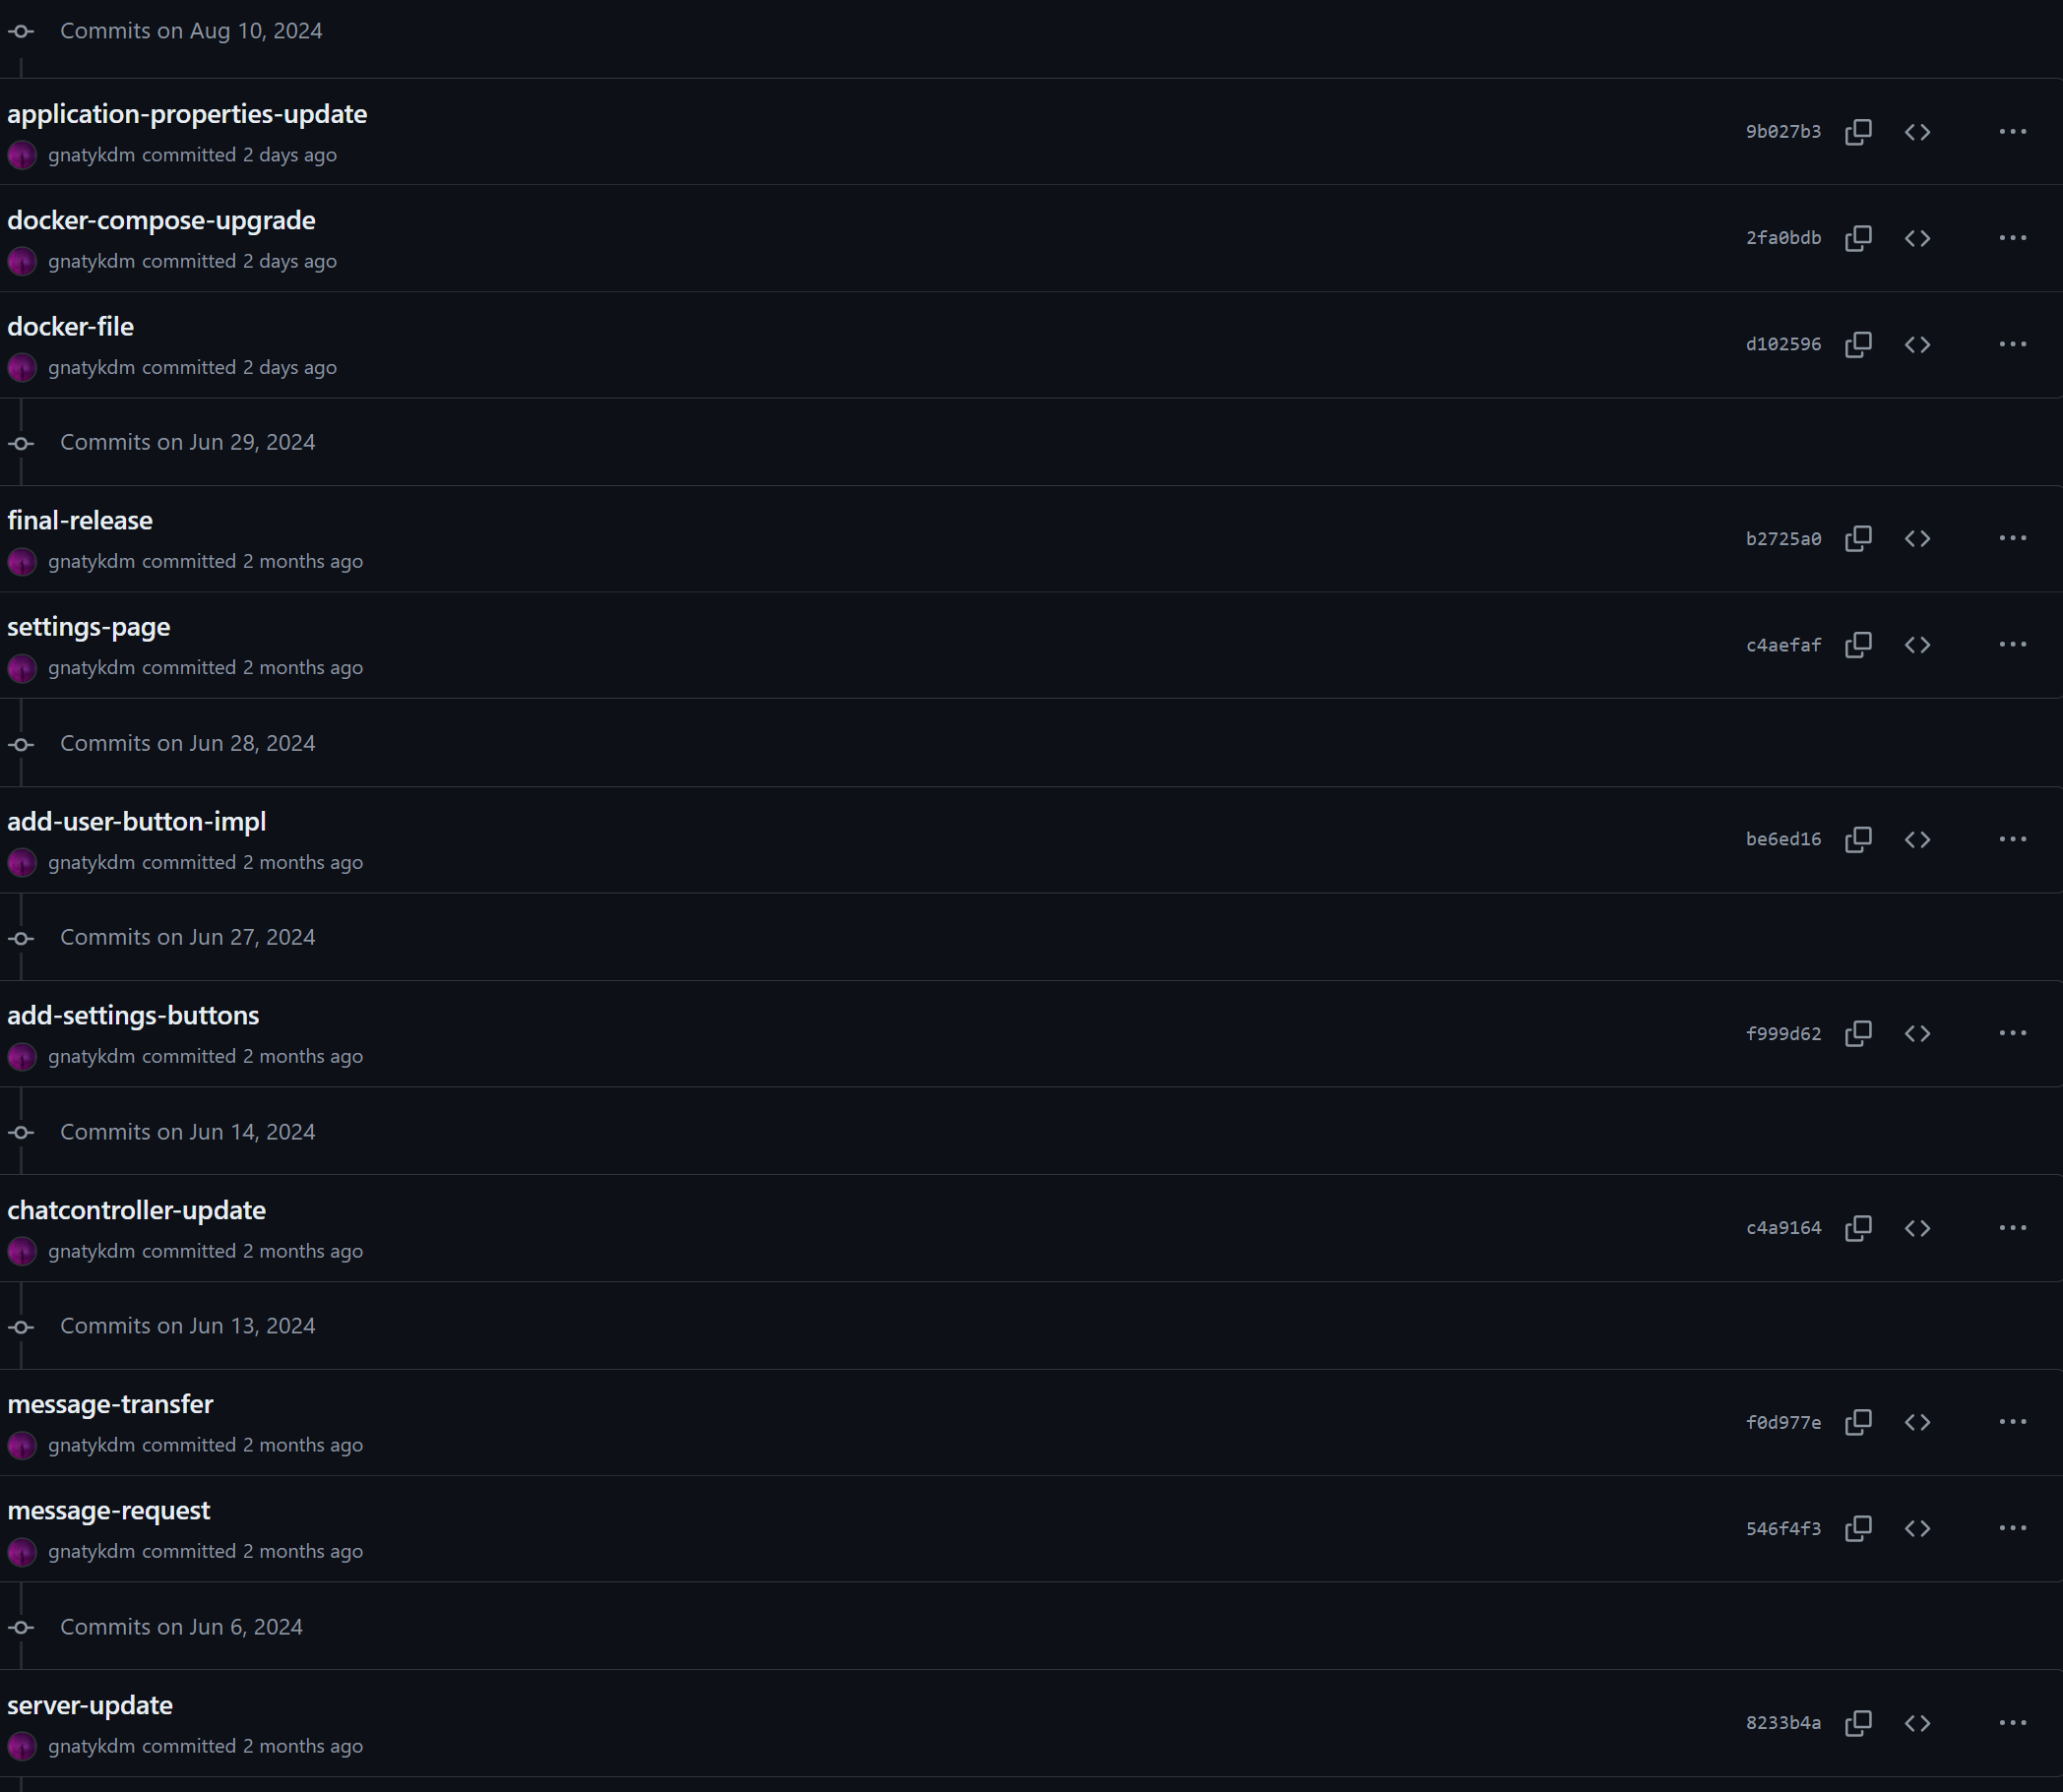 Commits on Aug 10, 2024
application-properties-update
gnatykdm committed 2 days ago
9b027b3
docker-compose-upgrade
gnatykdm committed 2 days ago
2fa0bdb
docker-file
gnatykdm committed 2 days ago
d102596
Commits on Jun 29, 2024
final-release
gnatykdm committed 2 months ago
b2725a0
settings-page
gnatykdm committed 2 months ago
c4aefaf
Commits on Jun 28, 2024
add-user-button-impl
gnatykdm committed 2 months ago
be6ed16
Commits on Jun 27, 2024
add-settings-buttons
gnatykdm committed 2 months ago
f999d62
Commits on Jun 14, 2024
chatcontroller-update
gnatykdm committed 2 months ago
c4a9164
Commits on Jun 13, 2024
message-transfer
gnatykdm committed 2 months ago
f0d977e
message-request
gnatykdm committed 2 months ago
546f4f3
Commits on Jun 6, 2024
server-update
gnatykdm committed 2 months ago
8233b4a